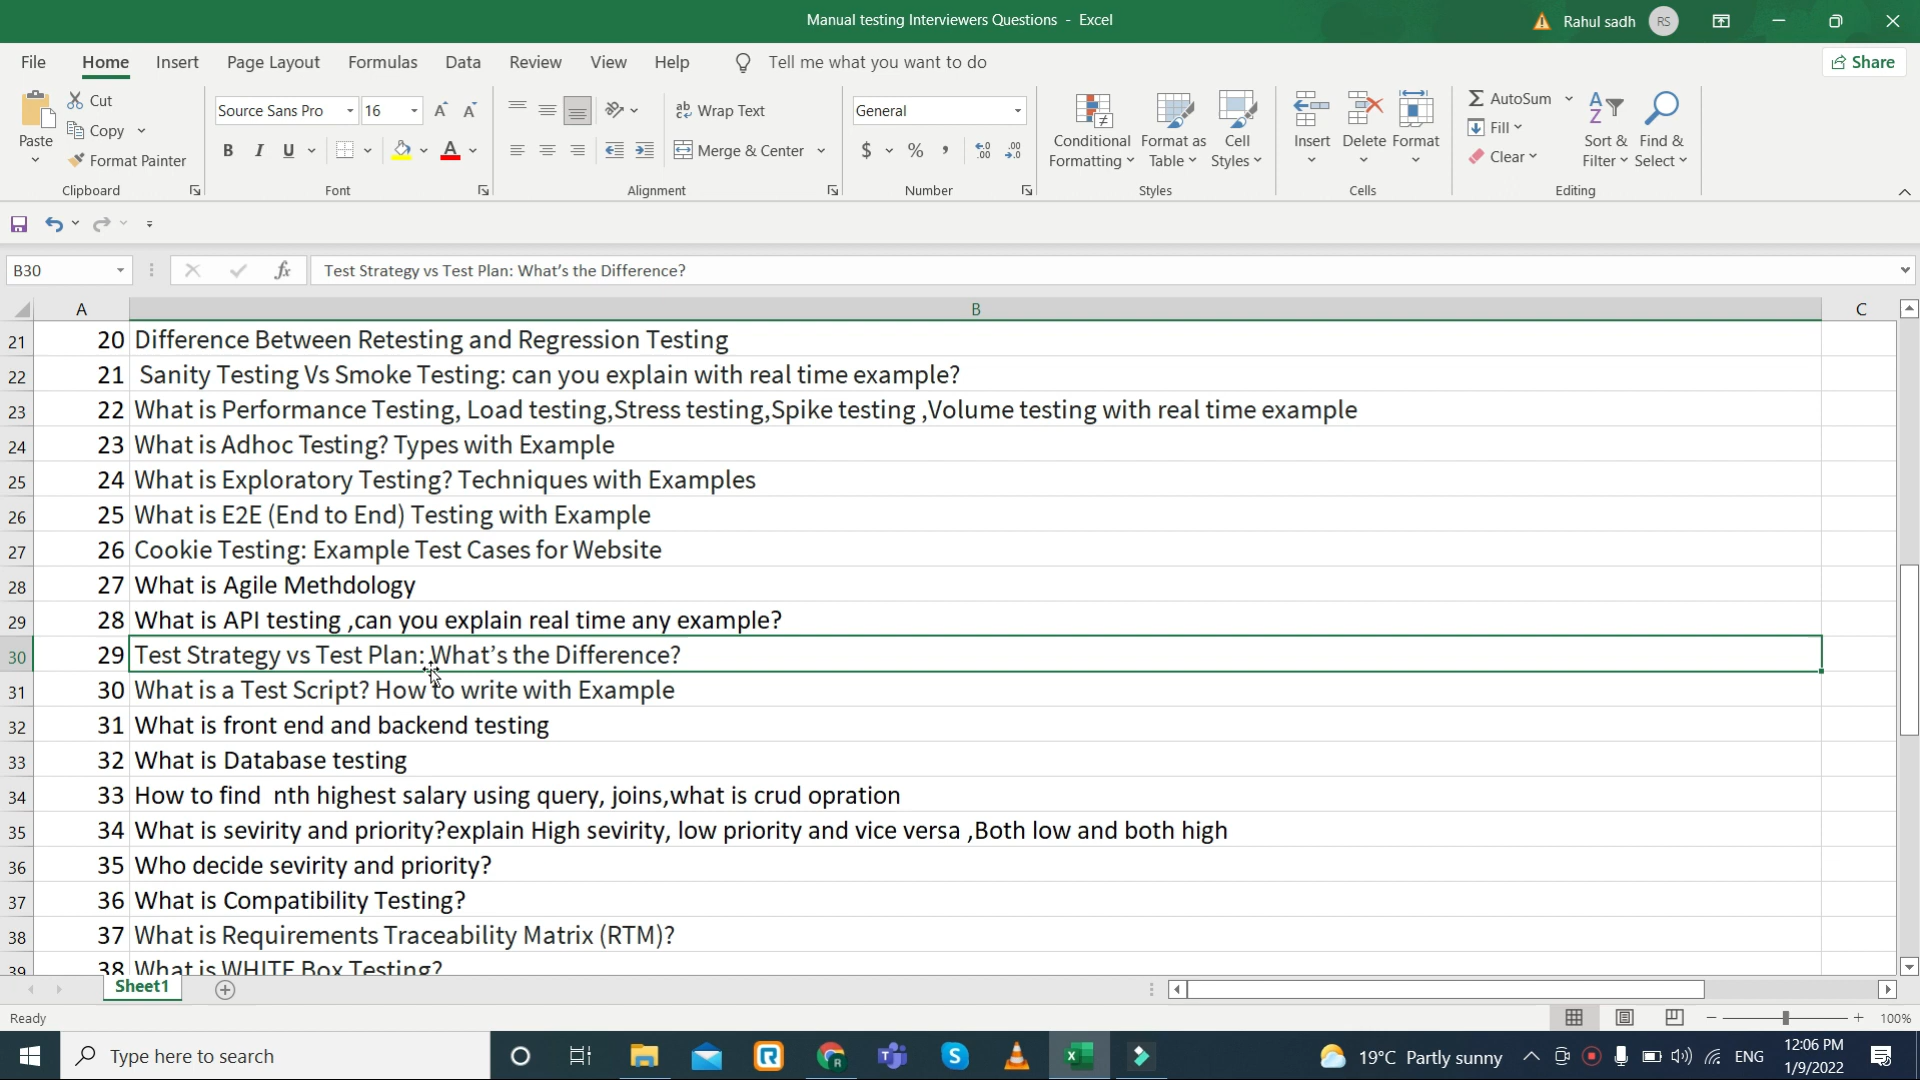 Manual testing Interviewers Questions - Excel
Rahul sadh RS
File Home Insert Page Layout Formulas Data Review View Help Tell me what you want to do Share
Paste Cut Copy Format Painter Clipboard
Source Sans Pro 16 B I U A Font
ab Wrap Text Merge & Center Alignment
General $ % , Number
Conditional Formatting Format as Table Cell Styles Styles
Insert Delete Format Cells
AutoSum Fill Clear Sort & Filter Find & Select Editing
B30 fx Test Strategy vs Test Plan: What's the Difference?
A B C
21 20 Difference Between Retesting and Regression Testing
22 21 Sanity Testing Vs Smoke Testing: can you explain with real time example?
23 22 What is Performance Testing, Load testing,Stress testing,Spike testing ,Volume testing with real time example
24 23 What is Adhoc Testing? Types with Example
25 24 What is Exploratory Testing? Techniques with Examples
26 25 What is E2E (End to End) Testing with Example
27 26 Cookie Testing: Example Test Cases for Website
28 27 What is Agile Methdology
29 28 What is API testing ,can you explain real time any example?
30 29 Test Strategy vs Test Plan: What's the Difference?
31 30 What is a Test Script? How to write with Example
32 31 What is front end and backend testing
33 32 What is Database testing
34 33 How to find nth highest salary using query, joins,what is crud opration
35 34 What is sevirity and priority?explain High sevirity, low priority and vice versa ,Both low and both high
36 35 Who decide sevirity and priority?
37 36 What is Compatibility Testing?
38 37 What is Requirements Traceability Matrix (RTM)?
39 38 What is WHITE Box Testing?
Sheet1
Ready 100%
Type here to search 19°C Partly sunny ENG 12:06 PM
1/9/2022